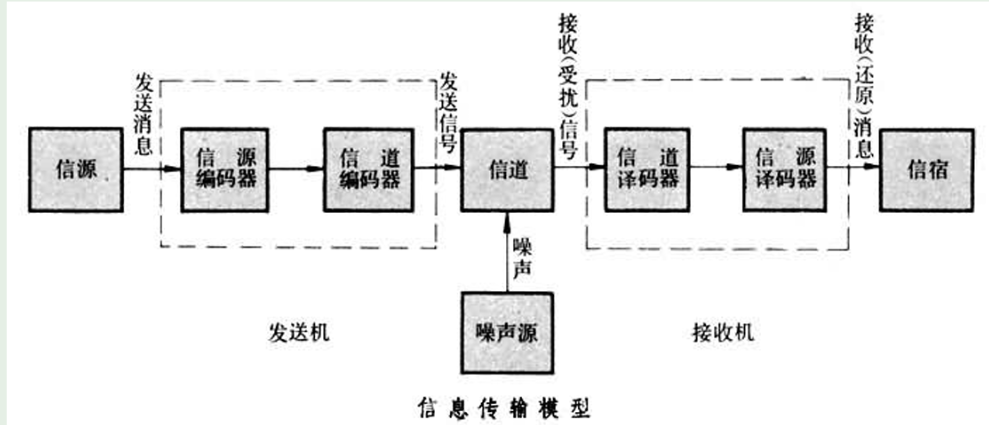 发送消息
发送信号
接收(受扰)信号
接收(还原)消息
信源
信源
编码器
信道
编码器
信道
信道
译码器
信源
译码器
信宿
噪声
发送机
噪声源
接收机
信息传输模型